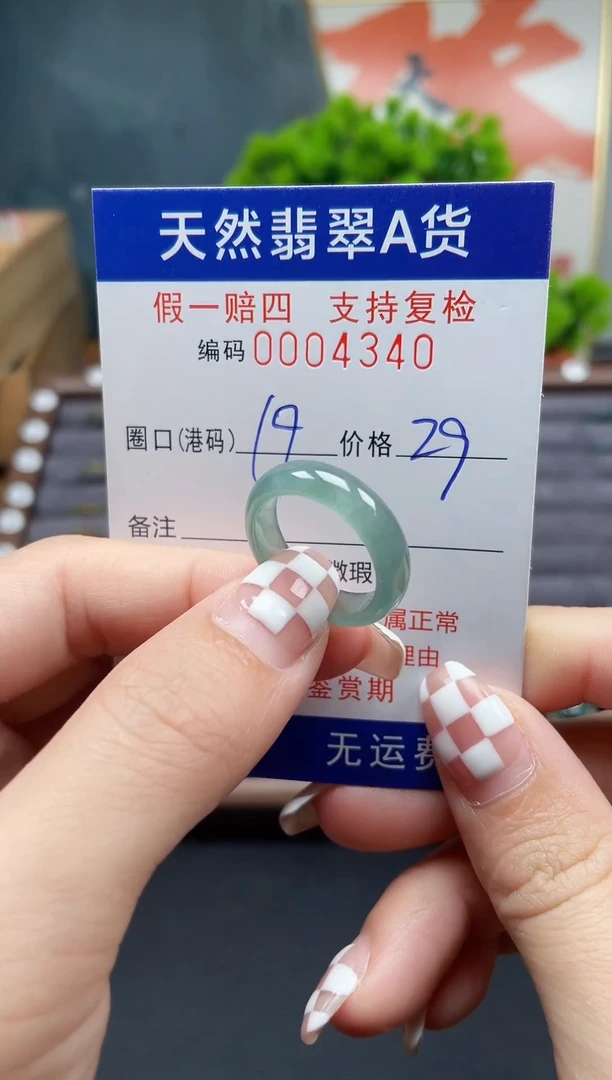 天然翡翠A货
假一赔四 支持复检
编码 0004340
圈口(港码) 19 价格 29
备注
微瑕
属正常
理由
鉴赏期
无运费